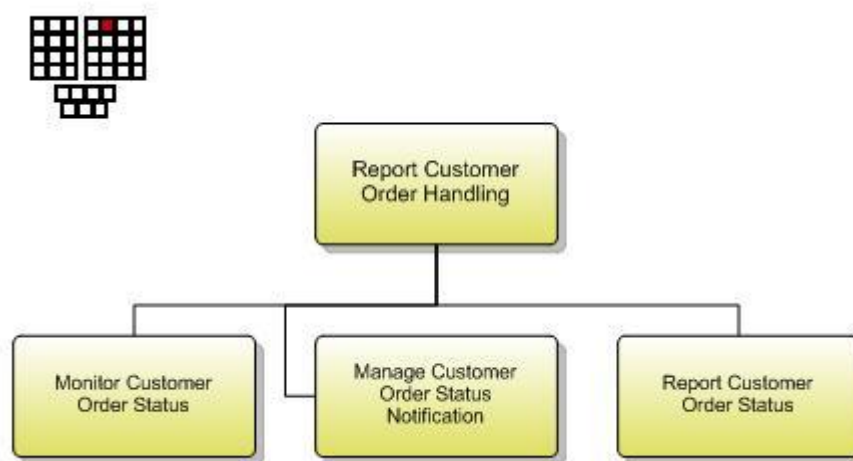 Report Customer
Order Handling
Monitor Customer
Order Status
Manage Customer
Order Status
Notification
Report Customer
Order Status